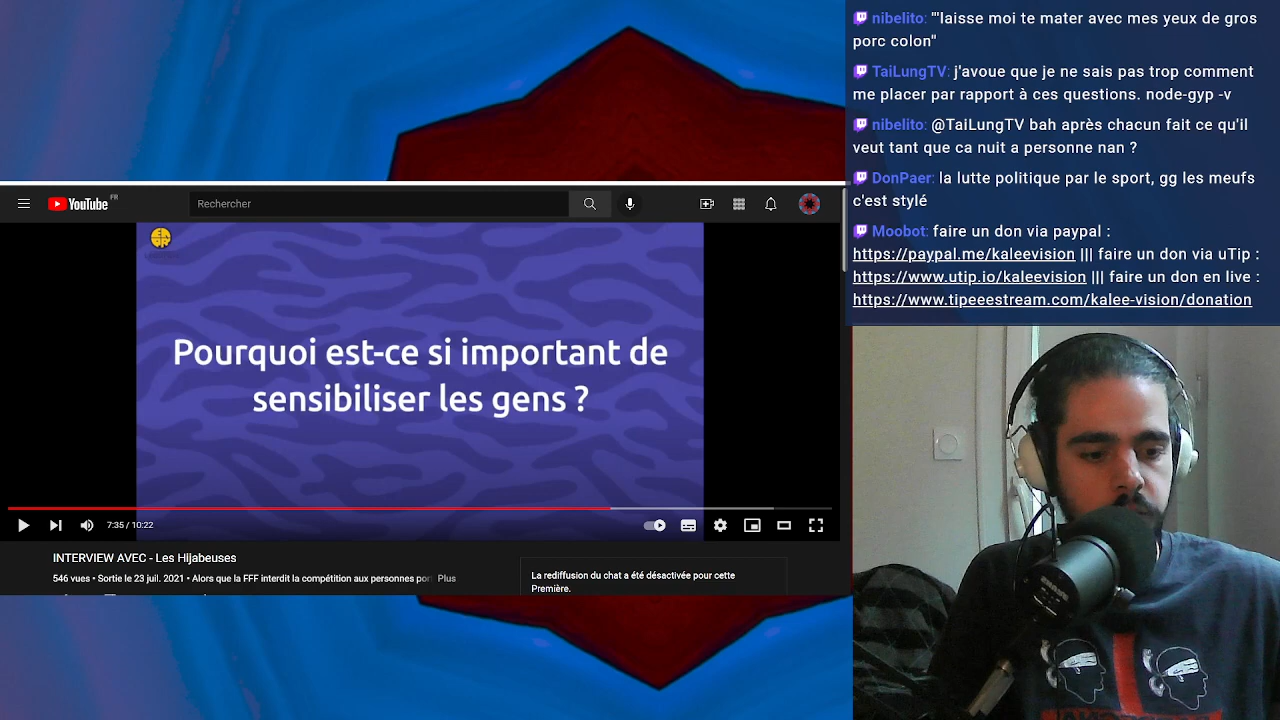 nibelito: "'laisse moi te mater avec mes yeux de gros
porc colon"
TaiLungTV: j'avoue que je ne sais pas trop comment
me placer par rapport à ces questions. node-gyp -v
nibelito: @TaiLungTV bah après chacun fait ce qu'il
veut tant que ca nuit a personne nan ?
DonPaer: la lutte politique par le sport, gg les meufs
c'est stylé
Moobot: faire un don via paypal :
https://paypal.me/kaleevision ||| faire un don via uTip :
https://www.utip.io/kaleevision ||| faire un don en live :
https://www.tipeeestream.com/kalee-vision/donation
YouTube FR
Rechercher
Pourquoi est-ce si important de
sensibiliser les gens ?
7:35 / 10:22
INTERVIEW AVEC - Les Hijabeuses
546 vues • Sortie le 23 juil. 2021 • Alors que la FFF interdit la compétition aux personnes por Plus
La rediffusion du chat a été désactivée pour cette
Première.